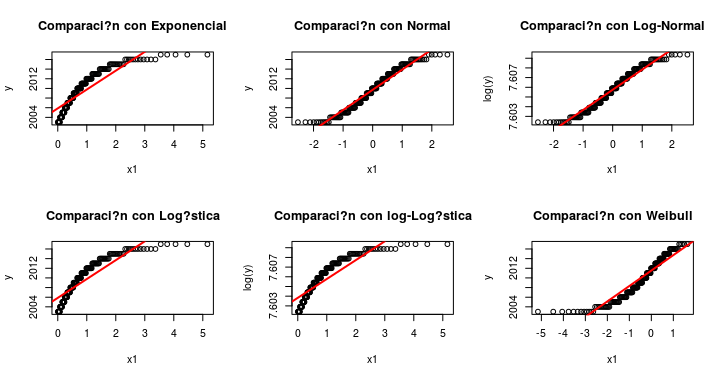 Comparaci?n con Exponencial
Comparaci?n con Normal
Comparaci?n con Log-Normal
y
2004
2012
0 1 2 3 4 5
x1
y
2004
2012
-2 -1 0 1 2
x1
log(y)
7.603
7.607
-2 -1 0 1 2
x1
Comparaci?n con Log?stica
Comparaci?n con log-Log?stica
Comparaci?n con Weibull
y
2004
2012
0 1 2 3 4 5
x1
log(y)
7.603
7.607
0 1 2 3 4 5
x1
y
2004
2012
-5 -4 -3 -2 -1 0 1
x1